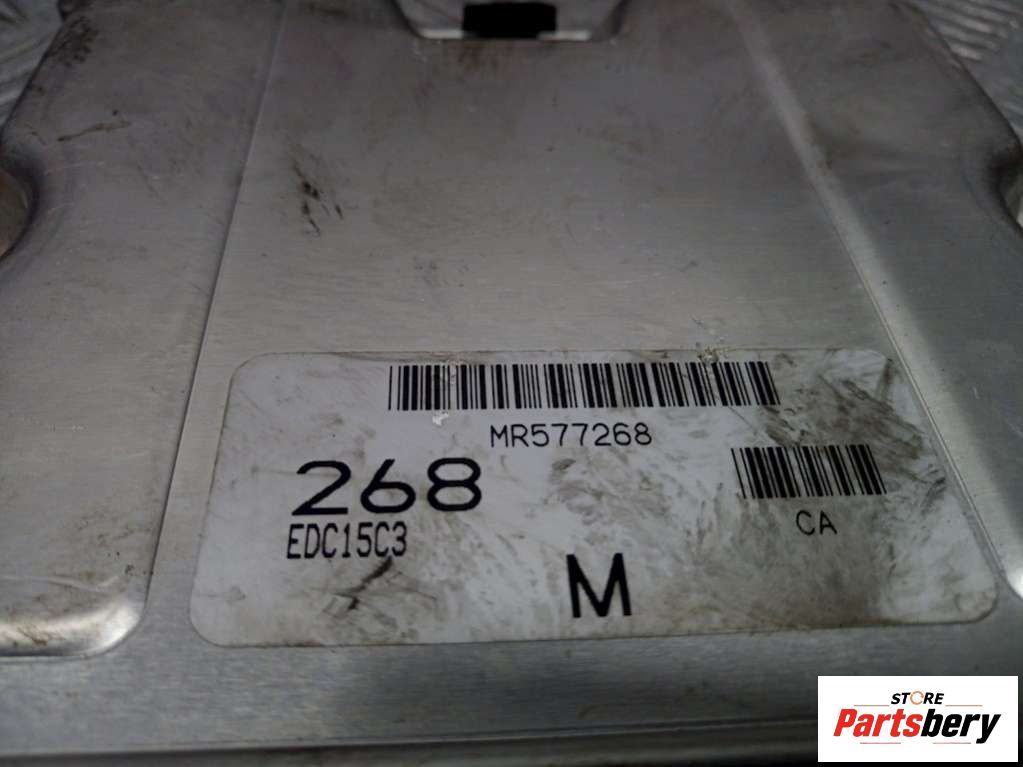 MR577268
268
EDC15C3
CA
M
STORE
Partsbery